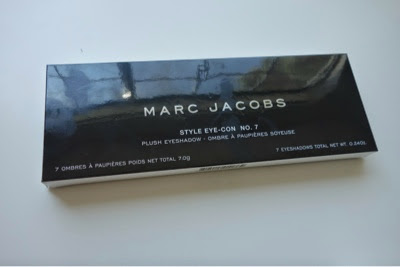 MARC JACOBS
STYLE EYE-CON NO. 7
PLUSH EYESHADOW - OMBRE À PAUPIÈRES SOYEUSE
7 OMBRES À PAUPIÈRES POIDS NET TOTAL 7.0g
7 EYESHADOWS TOTAL NET WT. 0.24OZ.